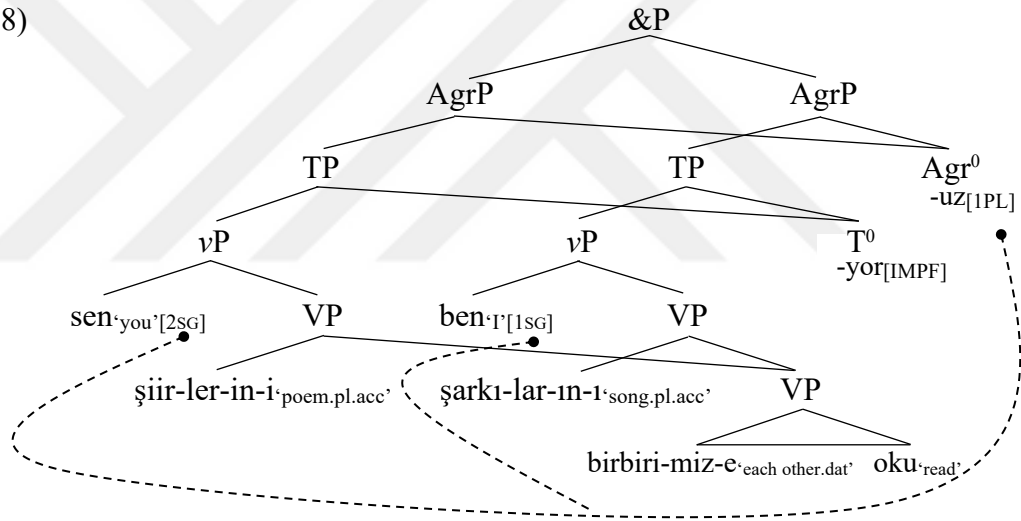 8)
&P
AgrP AgrP
TP TP Agr⁰
-uz[1PL]
vP vP T⁰
-yor[IMPF]
sen‘you’[2SG] VP ben‘I’[1SG] VP
şiir-ler-in-i‘poem.pl.acc’ şarkı-lar-ın-ı‘song.pl.acc’ VP
birbiri-miz-e‘each other.dat’ oku‘read’